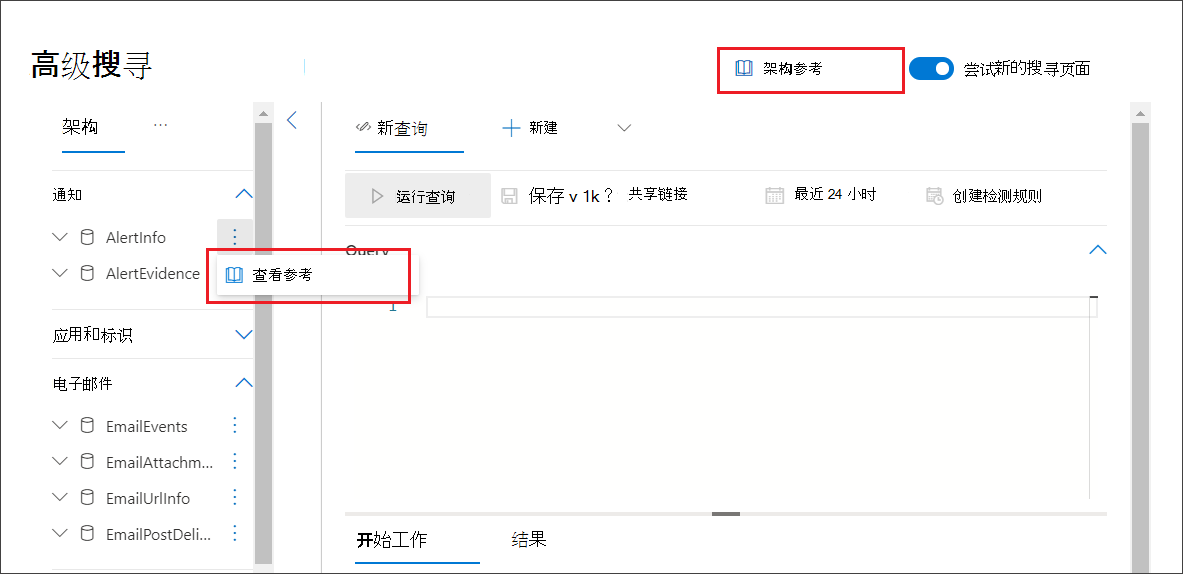 高级搜寻
架构参考
尝试新的搜寻页面
架构
...
新查询
新建
通知
运行查询
保存 v 1k？
共享链接
最近 24 小时
创建检测规则
AlertInfo
Query
AlertEvidence
查看参考
1
应用和标识
电子邮件
EmailEvents
EmailAttachm...
EmailUrlInfo
EmailPostDeli...
开始工作
结果